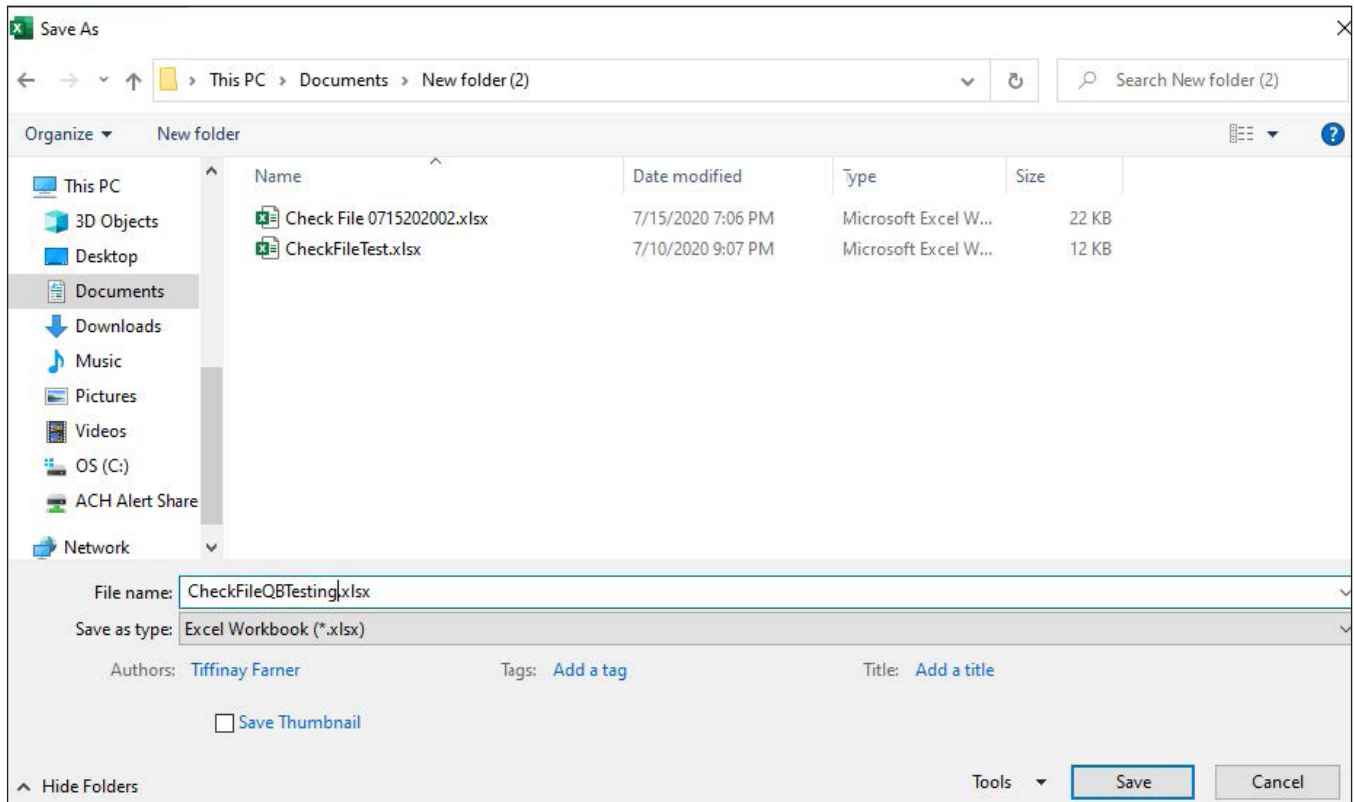 Save As
This PC > Documents > New folder (2)
Search New folder (2)
Organize
New folder
?
Name
Date modified
Type
Size
This PC
3D Objects
Desktop
Documents
Downloads
Music
Pictures
Videos
OS (C:)
ACH Alert Share
Network
Check File 0715202002.xlsx 7/15/2020 7:06 PM Microsoft Excel W... 22 KB
CheckFileTest.xlsx 7/10/2020 9:07 PM Microsoft Excel W... 12 KB
File name: CheckFileQBTesting.xlsx
Save as type: Excel Workbook (*.xlsx)
Authors: Tiffinay Farner Tags: Add a tag Title: Add a title
Save Thumbnail
Hide Folders
Tools
Save
Cancel